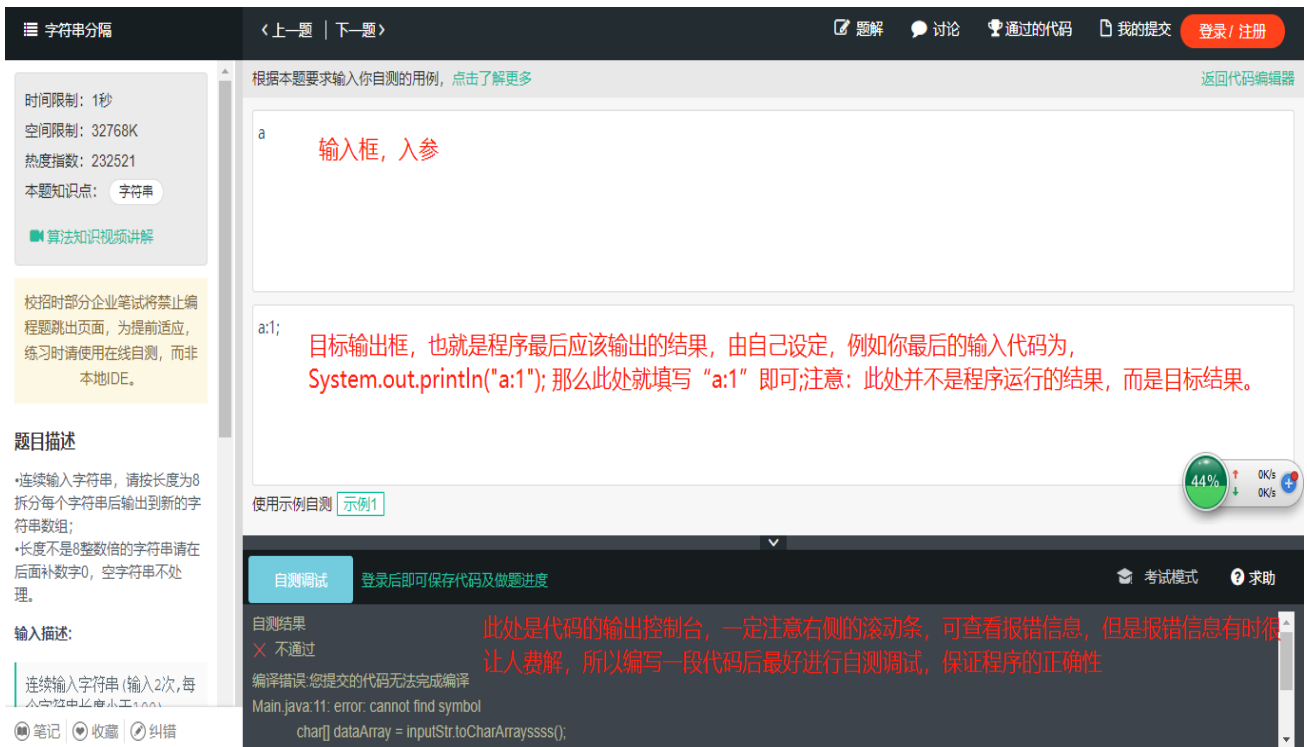 字符串分隔
上一题 | 下一题
题解
讨论
通过的代码
我的提交
登录 / 注册
时间限制：1秒
空间限制：32768K
热度指数：232521
本题知识点： 字符串
算法知识视频讲解
校招时部分企业笔试将禁止编
程题跳出页面，为提前适应，
练习时请使用在线自测，而非
本地IDE。
题目描述
•连续输入字符串，请按长度为8
拆分每个字符串后输出到新的字
符串数组；
•长度不是8整数倍的字符串请在
后面补数字0，空字符串不处
理。
输入描述:
连续输入字符串(输入2次,每
个字符串长度小于100)
笔记
收藏
纠错
根据本题要求输入你自测的用例，点击了解更多
返回代码编辑器
a
输入框，入参
a:1;
目标输出框，也就是程序最后应该输出的结果，由自己设定，例如你最后的输入代码为，
System.out.println("a:1"); 那么此处就填写“a:1”即可;注意：此处并不是程序运行的结果，而是目标结果。
44%
0K/s
0K/s
使用示例自测 示例1
自测调试
登录后即可保存代码及做题进度
考试模式
求助
自测结果
不通过
此处是代码的输出控制台，一定注意右侧的滚动条，可查看报错信息，但是报错信息有时很
让人费解，所以编写一段代码后最好进行自测调试，保证程序的正确性
编译错误:您提交的代码无法完成编译
Main.java:11: error: cannot find symbol
char[] dataArray = inputStr.toCharArrayssss();